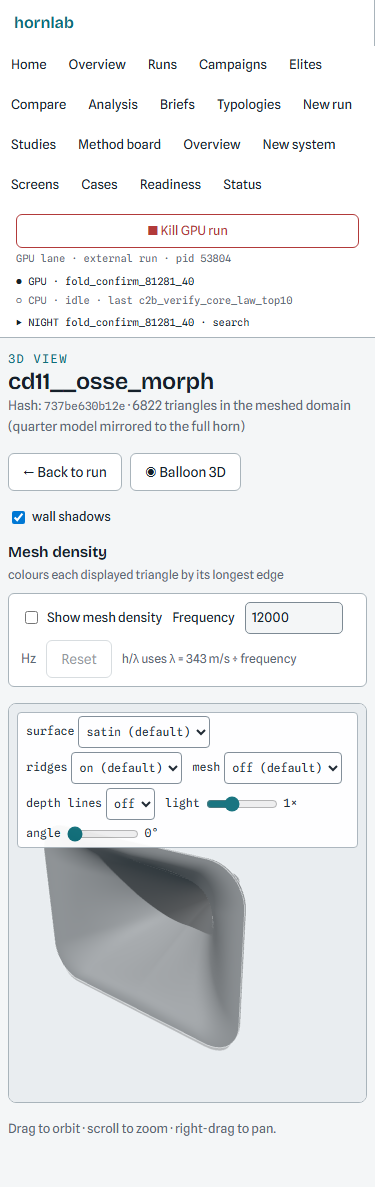 hornlab
Home Overview Runs Campaigns Elites
Compare Analysis Briefs Typologies New run
Studies Method board Overview New system
Screens Cases Readiness Status
■ Kill GPU run
GPU lane · external run · pid 53804
● GPU · fold_confirm_81281_40
○ CPU · idle · last c2b_verify_core_law_top10
▶ NIGHT fold_confirm_81281_40 · search
3D VIEW
cd11__osse_morph
Hash: 737be630b12e · 6822 triangles in the meshed domain
(quarter model mirrored to the full horn)
← Back to run ◉ Balloon 3D
wall shadows
Mesh density
colours each displayed triangle by its longest edge
Show mesh density Frequency 12000
Hz Reset h/λ uses λ = 343 m/s ÷ frequency
surface satin (default)
ridges on (default) mesh off (default)
depth lines off light 1×
angle 0°
Drag to orbit · scroll to zoom · right-drag to pan.